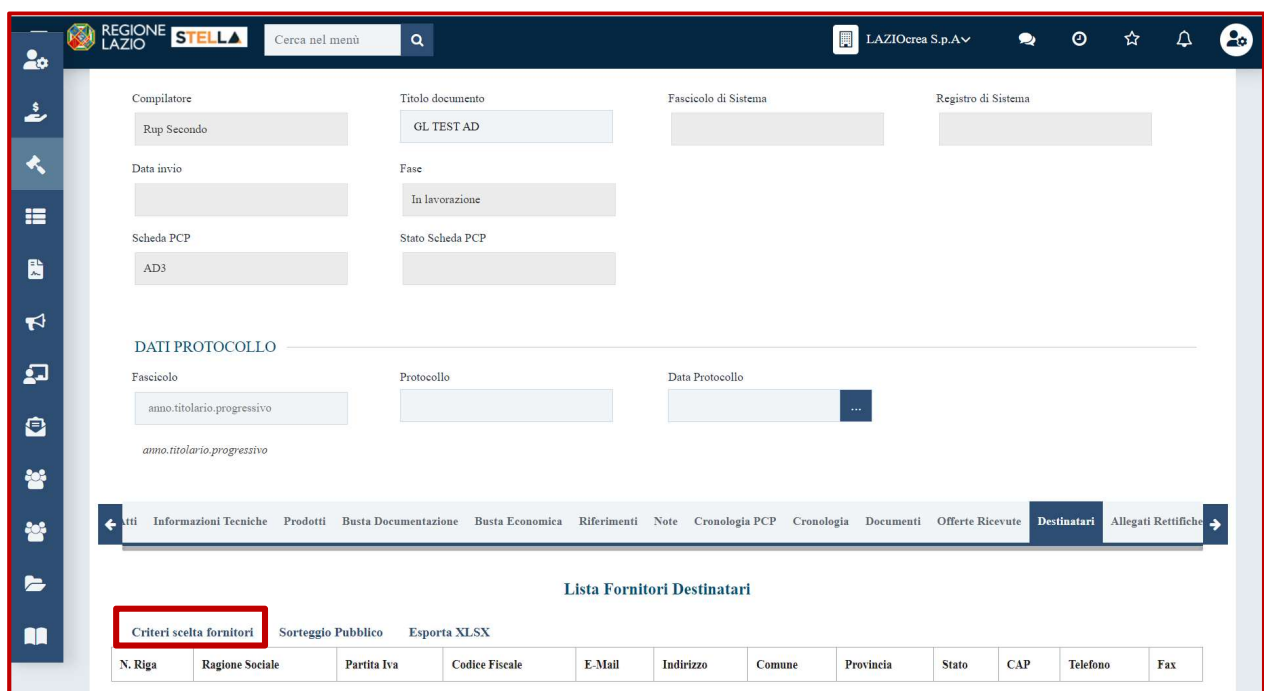 REGIONE
LAZIO
STELLA
Cerca nel menù
LAZIOcrea S.p.A
Compilatore Titolo documento Fascicolo di Sistema Registro di Sistema
Rup Secondo GL TEST AD
Data invio Fase
In lavorazione
Scheda PCP Stato Scheda PCP
AD3
DATI PROTOCOLLO
Fascicolo Protocollo Data Protocollo
anno.titolario.progressivo ...
anno.titolario.progressivo
Informazioni Tecniche Prodotti Busta Documentazione Busta Economica Riferimenti Note Cronologia PCP Cronologia Documenti Offerte Ricevute Destinatari Allegati Rettifiche
Lista Fornitori Destinatari
Criteri scelta fornitori Sorteggio Pubblico Esporta XLSX
N. Riga Ragione Sociale Partita Iva Codice Fiscale E-Mail Indirizzo Comune Provincia Stato CAP Telefono Fax